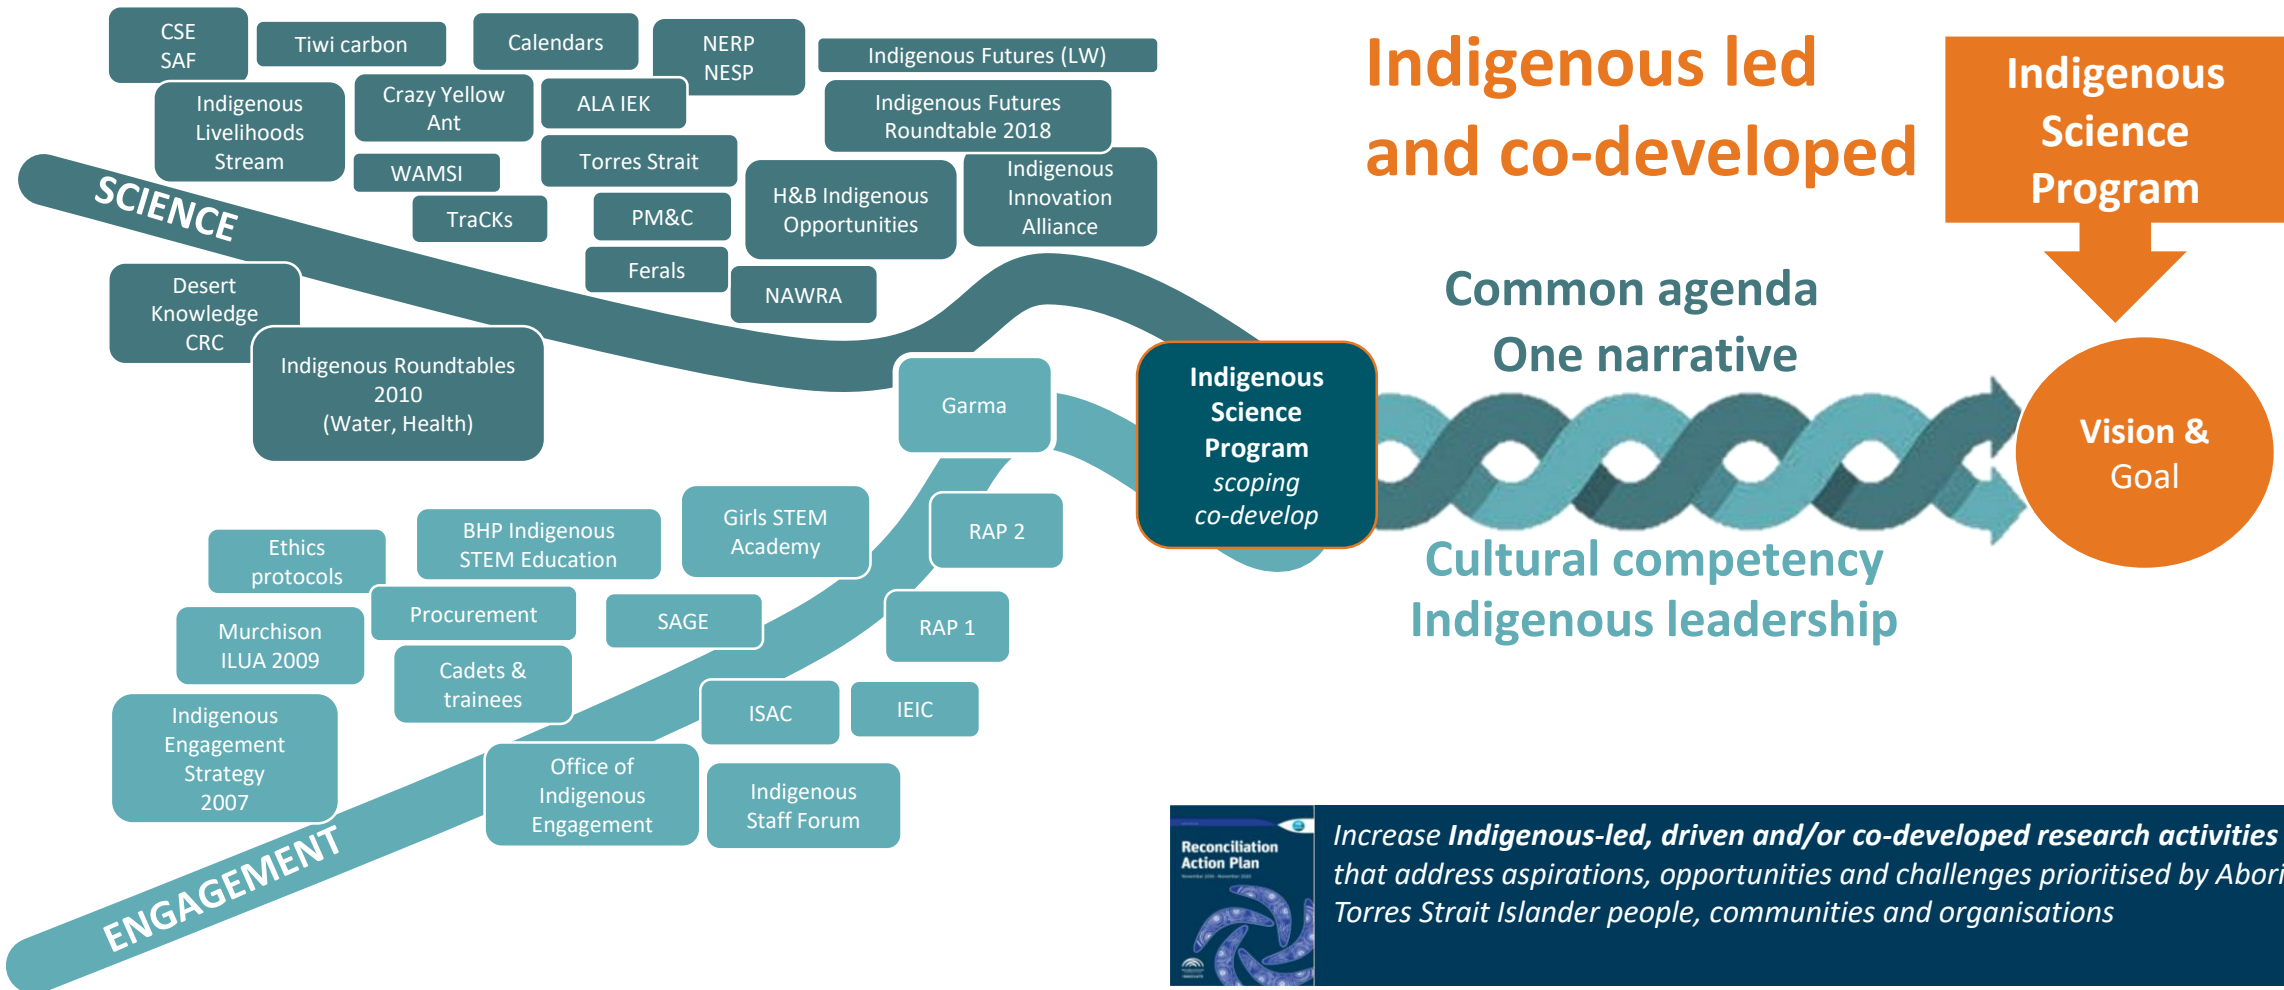 CSE
SAF
Tiwi carbon
Calendars
NERP
NESP
Indigenous Futures (LW)
Indigenous
Livelihoods
Stream
Crazy Yellow
Ant
ALA IEK
Indigenous Futures
Roundtable 2018
WAMSI
Torres Strait
TraCKs
PM&C
H&B Indigenous
Opportunities
Indigenous
Innovation
Alliance
Ferals
NAWRA
SCIENCE
Desert
Knowledge
CRC
Indigenous Roundtables
2010
(Water, Health)
Garma
Indigenous
Science
Program
scoping
co-develop
Indigenous led
and co-developed
Indigenous
Science
Program
Common agenda
One narrative
Vision &
Goal
Cultural competency
Indigenous leadership
Ethics
protocols
BHP Indigenous
STEM Education
Girls STEM
Academy
RAP 2
Murchison
ILUA 2009
Procurement
SAGE
RAP 1
Cadets &
trainees
ISAC
IEIC
Indigenous
Engagement
Strategy
2007
Office of
Indigenous
Engagement
Indigenous
Staff Forum
ENGAGEMENT
Reconciliation
Action Plan
Increase Indigenous-led, driven and/or co-developed research activities
that address aspirations, opportunities and challenges prioritised by Abori
Torres Strait Islander people, communities and organisations